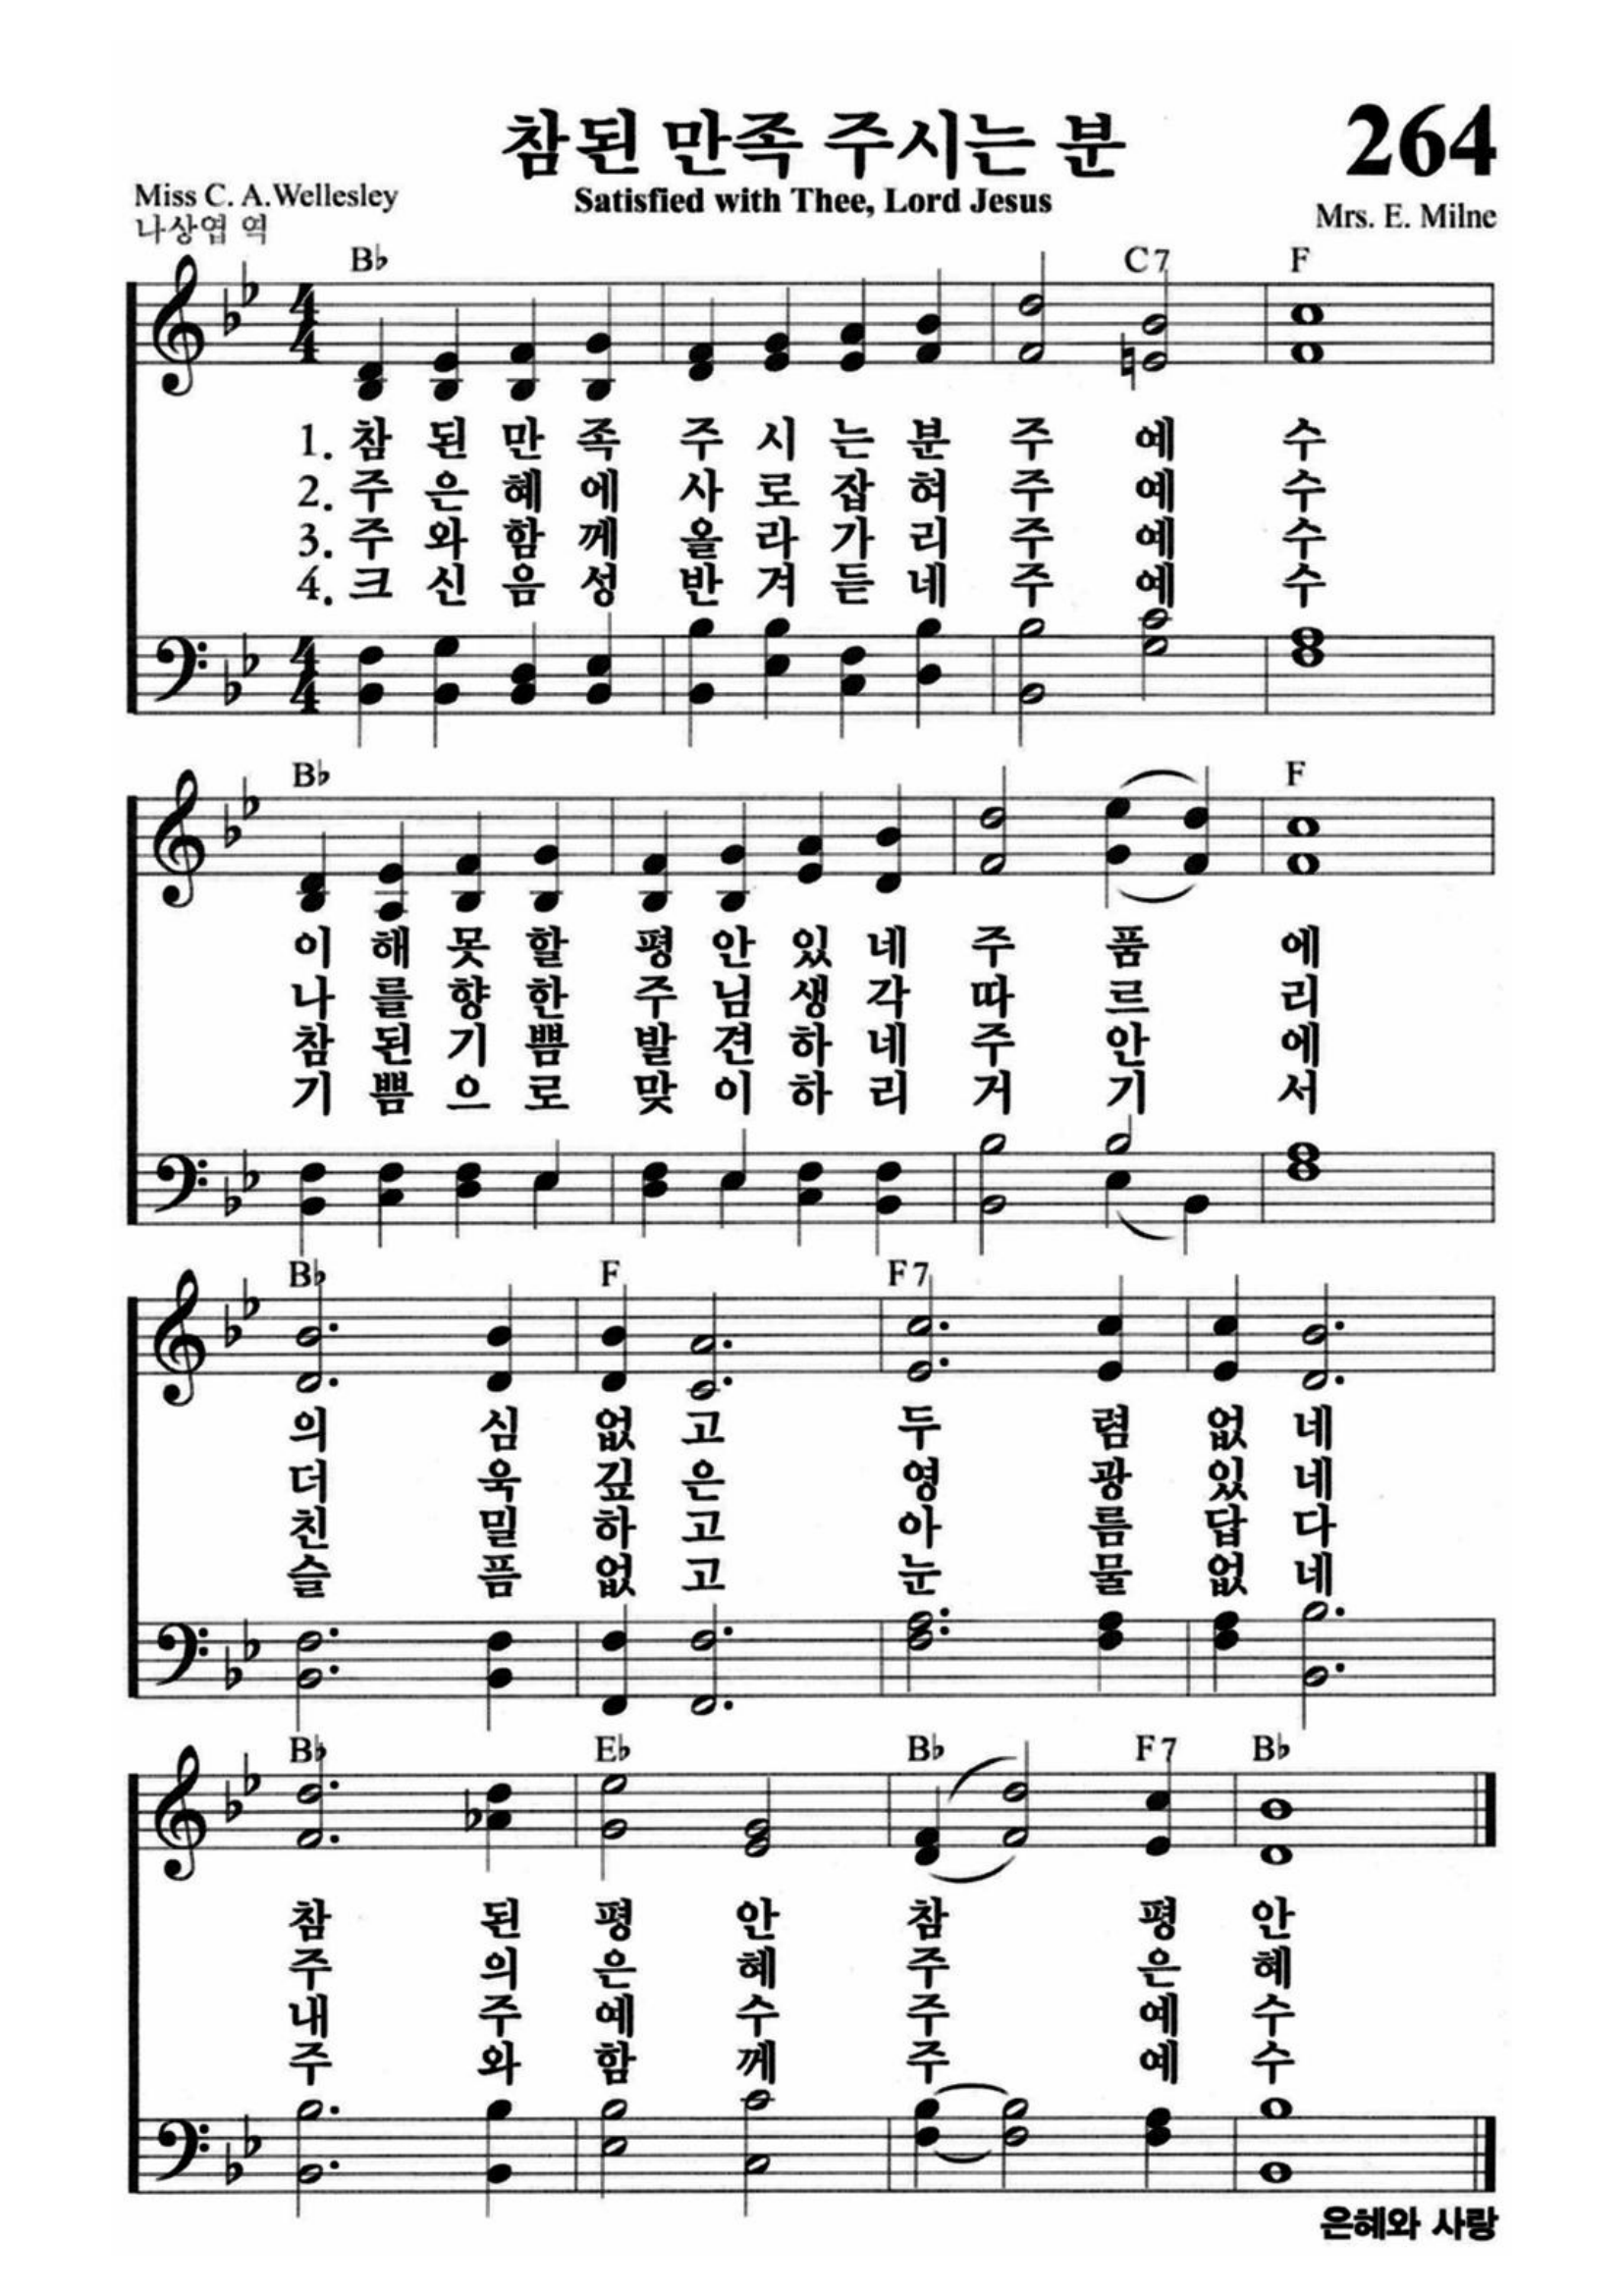 참된 만족 주시는 분
264
Satisfied with Thee, Lord Jesus
Miss C. A.Wellesley
나상엽 역
Mrs. E. Milne
B♭ C7 F
1. 참 된 만 족 주 시 는 분 주 예 수
2. 주 은 혜 에 사 로 잡 혀 주 예 수
3. 주 와 함 께 올 라 가 리 주 예 수
4. 크 신 음 성 반 겨 듣 네 주 예 수
B♭ F
이 해 못 할 평 안 있 네 주 품 에
나 를 향 한 주 님 생 각 따 르 리
참 된 기 쁨 발 견 하 네 주 안 에
기 쁨 으 로 맞 이 하 리 거 기 서
B♭ F F7
의 심 없 고 두 렴 없 네
더 욱 깊 은 영 광 있 네
친 밀 하 고 아 름 답 다
슬 픔 없 고 눈 물 없 네
B♭ E♭ B♭ F7 B♭
참 된 평 안 참 평 안
주 의 은 혜 주 은 혜
내 주 예 수 주 예 수
주 와 함 께 주 예 수
은혜와 사랑